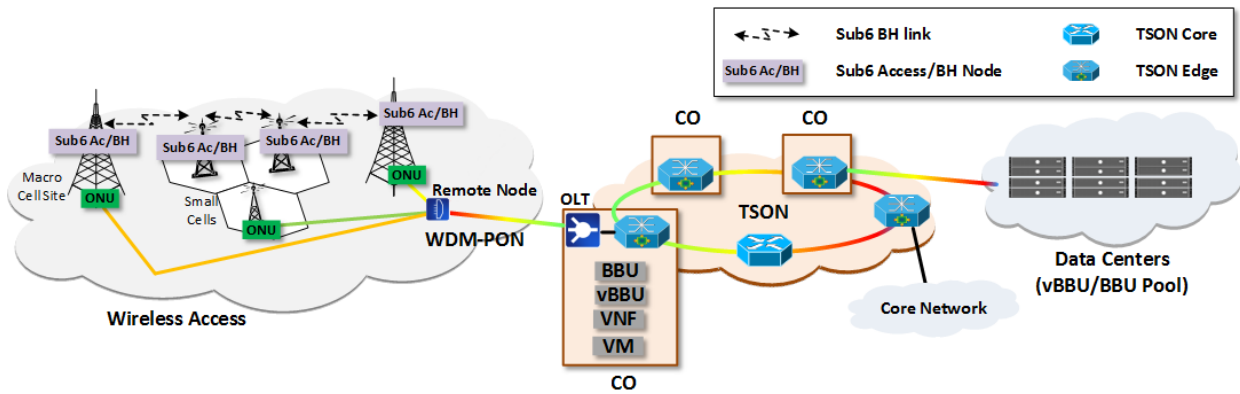 Sub6 BH link
TSON Core
Sub6 Ac/BH
Sub6 Access/BH Node
TSON Edge
Sub6 Ac/BH
Sub6 Ac/BH
Sub6 Ac/BH
Sub6 Ac/BH
Macro
Cell Site
ONU
Small
Cells
ONU
ONU
Remote Node
WDM-PON
Wireless Access
OLT
CO
CO
TSON
BBU
vBBU
VNF
VM
CO
Core Network
Data Centers
(vBBU/BBU Pool)